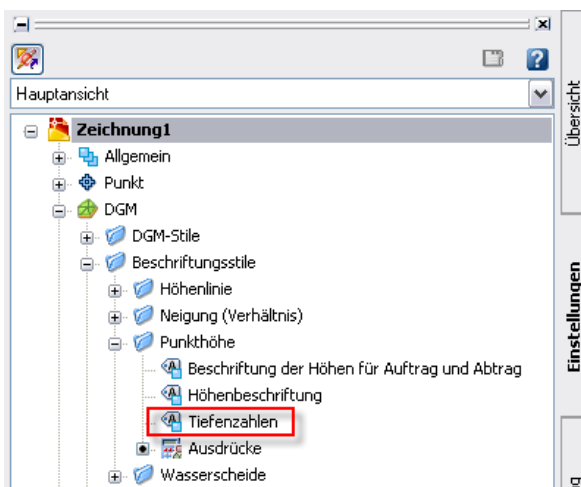 Hauptansicht
Zeichnung1
Allgemein
Punkt
DGM
DGM-Stile
Beschriftungsstile
Höhenlinie
Neigung (Verhältnis)
Punkthöhe
Beschriftung der Höhen für Auftrag und Abtrag
Höhenbeschriftung
Tiefenzahlen
Ausdrücke
Wasserscheide
Übersicht
Einstellungen